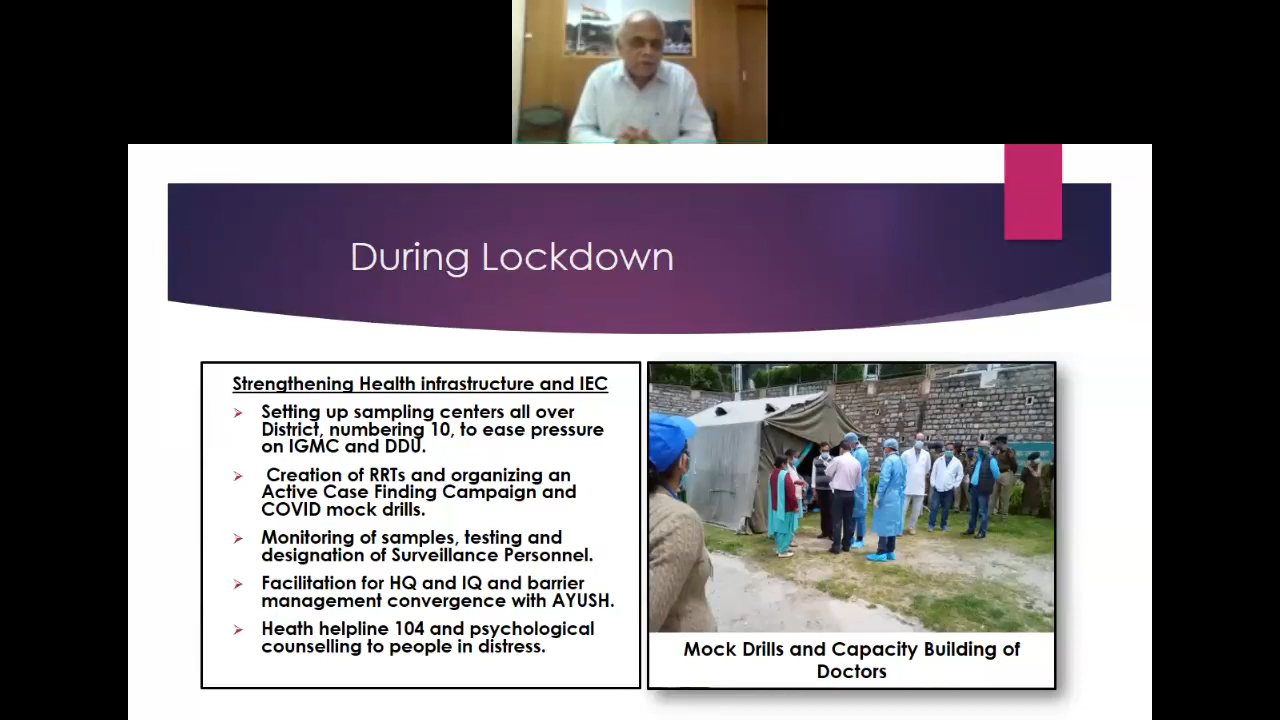 During Lockdown
Strengthening Health infrastructure and IEC
Setting up sampling centers all over
District, numbering 10, to ease pressure
on IGMC and DDU.
Creation of RRTs and organizing an
Active Case Finding Campaign and
COVID mock drills.
Monitoring of samples, testing and
designation of Surveillance Personnel.
Facilitation for HQ and IQ and barrier
management convergence with AYUSH.
Heath helpline 104 and psychological
counselling to people in distress.
Mock Drills and Capacity Building of
Doctors